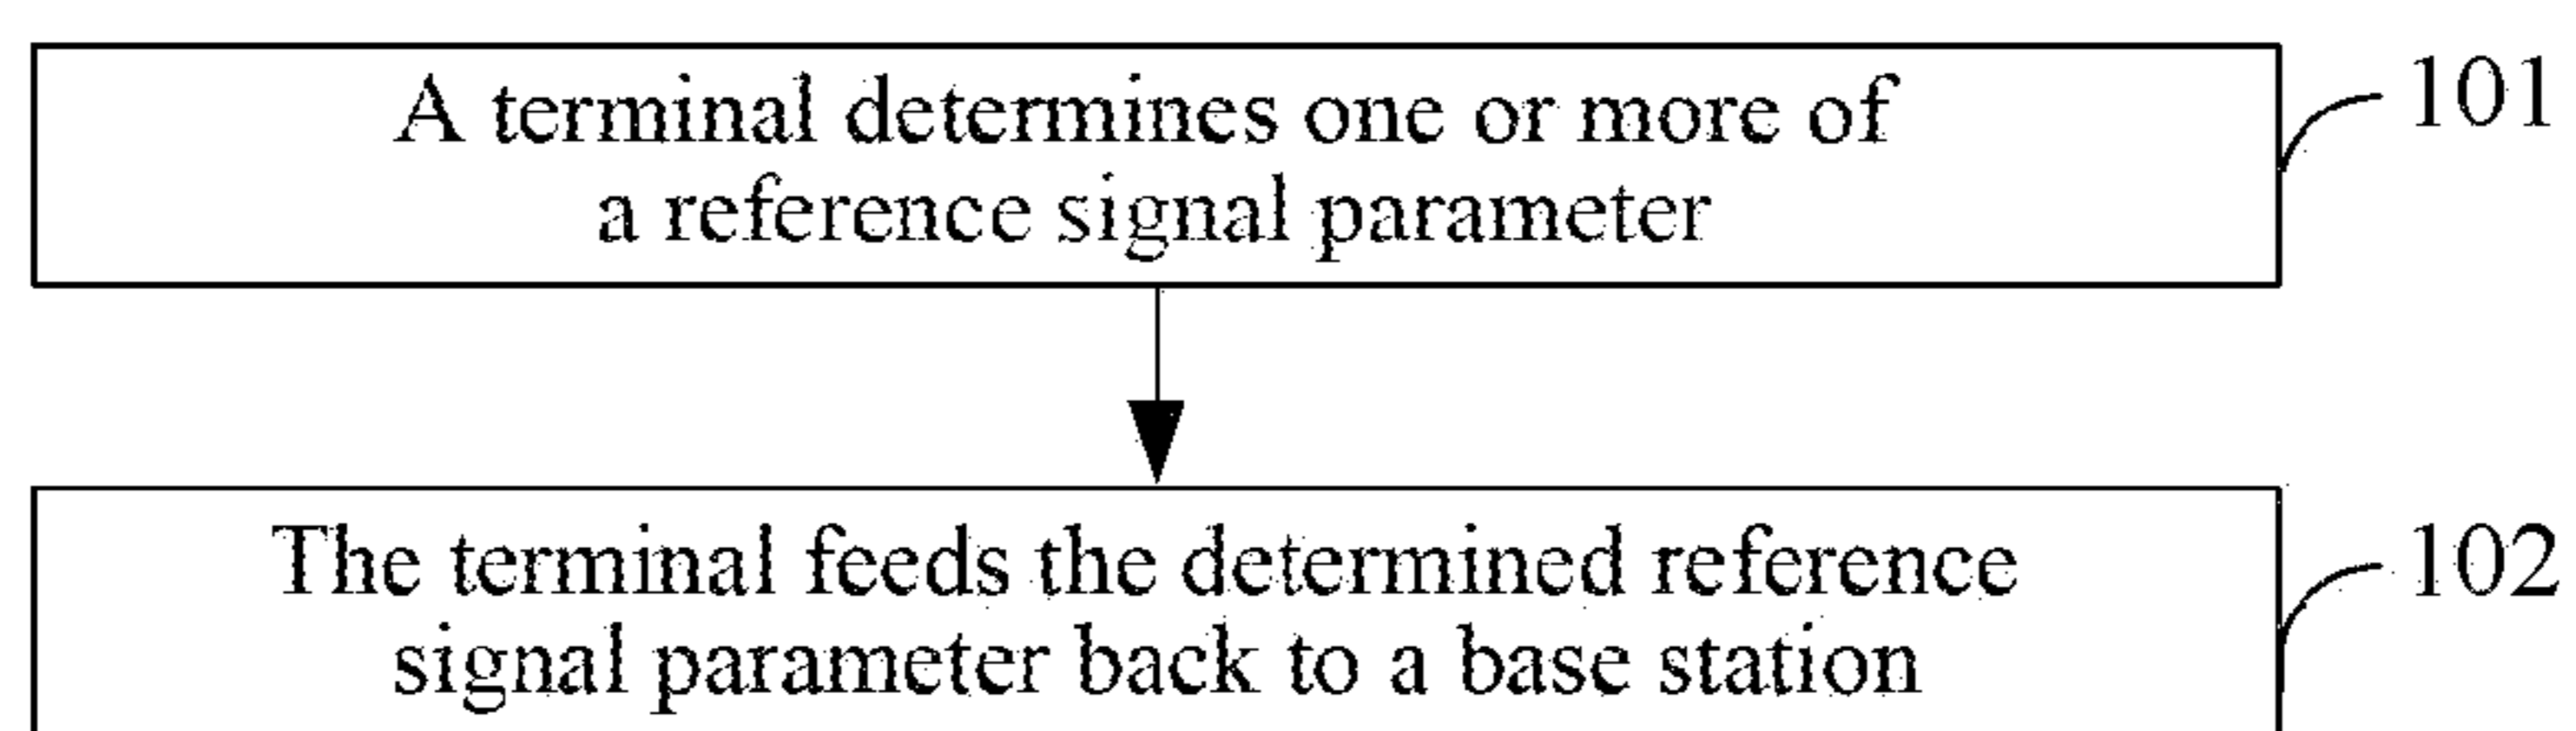 A terminal determines one or more of
a reference signal parameter
101
The terminal feeds the determined reference
signal parameter back to a base station
102